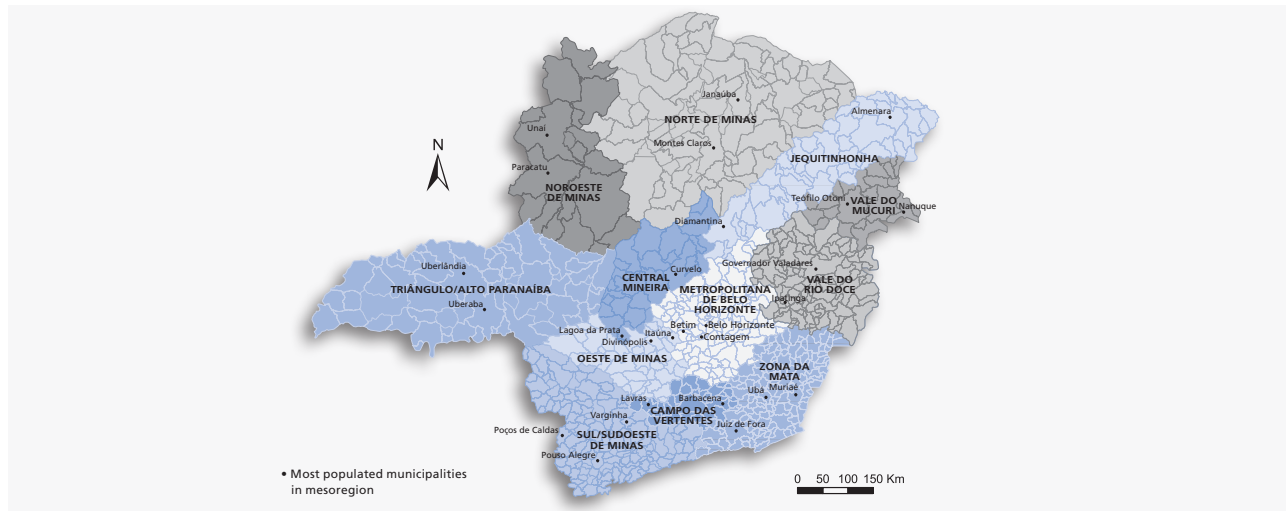 Janaúba
NORTE DE MINAS
Montes Claros
Almenara
JEQUITINHONHA
N
Unaí
Paracatu
NOROESTE
DE MINAS
Teófilo Otoni
VALE DO
MUCURI
Nanuque
Diamantina
Uberlândia
TRIÂNGULO/ALTO PARANAÍBA
Uberaba
CENTRAL
MINEIRA
Curvelo
Governador Valadares
VALE DO
RIO DOCE
Ipatinga
METROPOLITANA
DE BELO
HORIZONTE
Lagoa da Prata
Divinópolis
Itaúna
Betim
Belo Horizonte
Contagem
OESTE DE MINAS
ZONA DA
MATA
Ubá
Muriaé
Lavras
Barbacena
CAMPO DAS
VERTENTES
Varginha
Juiz de Fora
Poços de Caldas
SUL/SUDOESTE
DE MINAS
Pouso Alegre
• Most populated municipalities
in mesoregion
0 50 100 150 Km